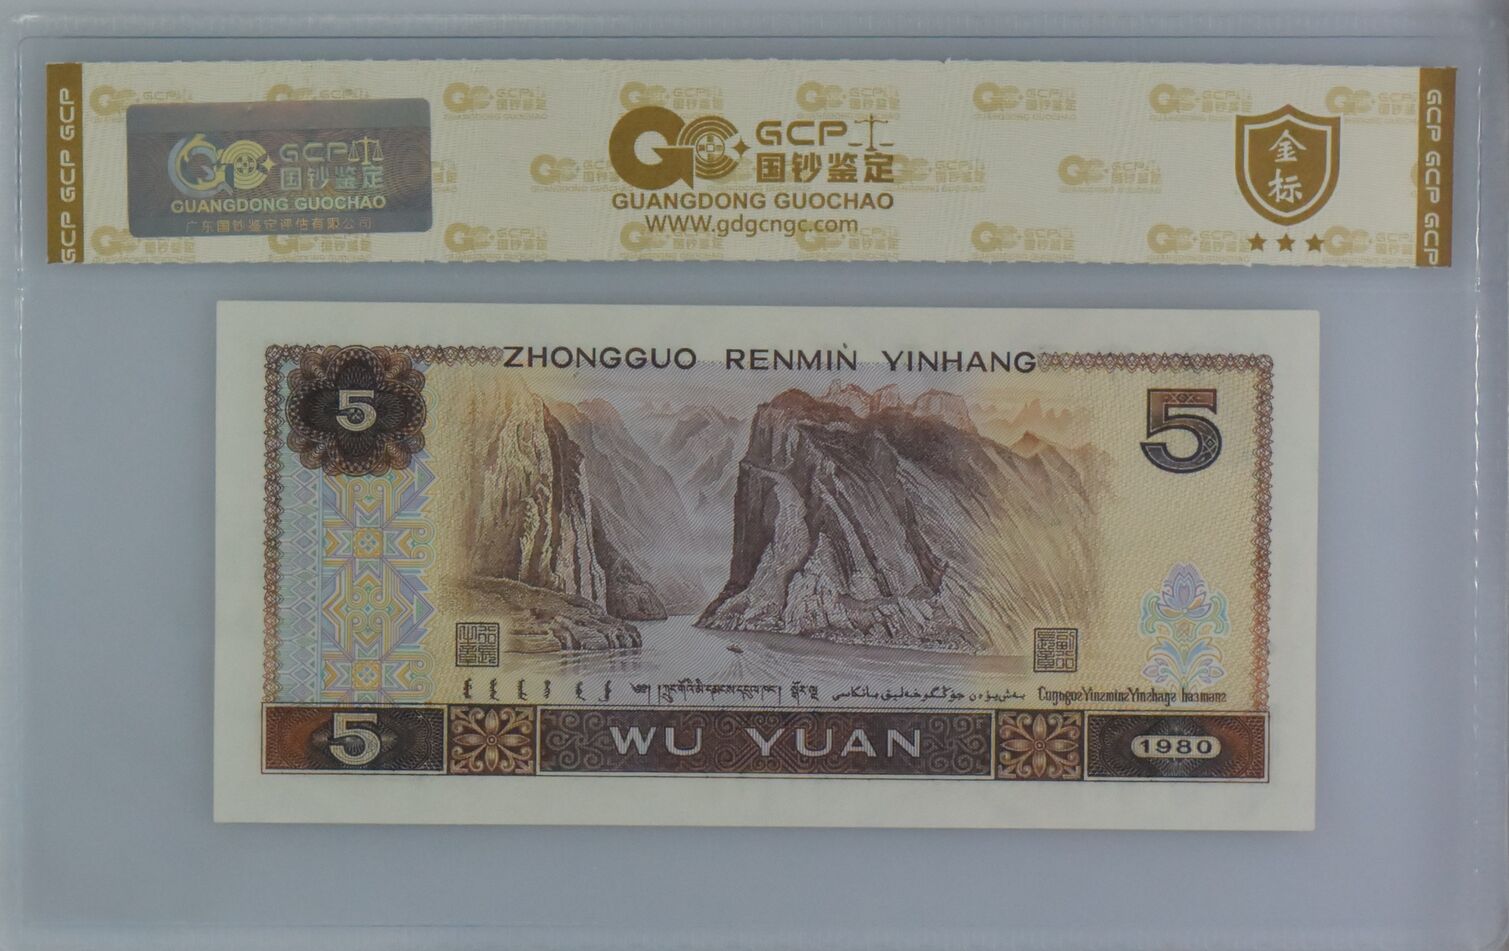 GCP GCP
GCP
国钞鉴定
GUANGDONG GUOCHAO
广东国钞鉴定评估有限公司
GCP
国钞鉴定
GUANGDONG GUOCHAO
WWW.gdgcngc.com
金标
GCP GCP GCP
ZHONGGUO RENMIN YINHANG
5
5
5
WU YUAN
1980